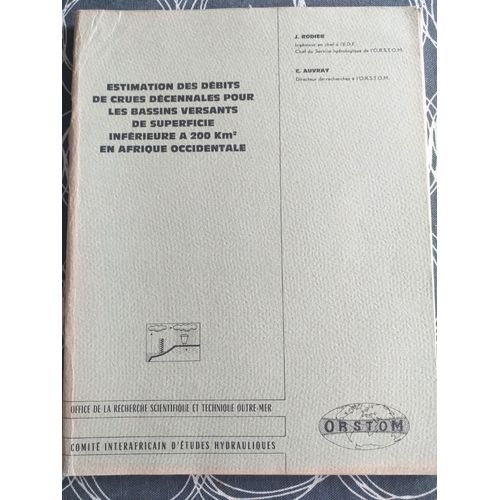 J. RODIER
Ingénieur en chef à l'E.D.F.
Chef du Service hydrologique de l'O.R.S.T.O.M.
C. AUVRAY
Directeur de recherches à l'O.R.S.T.O.M.
ESTIMATION DES DÉBITS
DE CRUES DÉCENNALES POUR
LES BASSINS VERSANTS
DE SUPERFICIE
INFÉRIEURE A 200 Km²
EN AFRIQUE OCCIDENTALE
OFFICE DE LA RECHERCHE SCIENTIFIQUE ET TECHNIQUE OUTRE-MER
COMITÉ INTERAFRICAIN D'ÉTUDES HYDRAULIQUES
ORSTOM